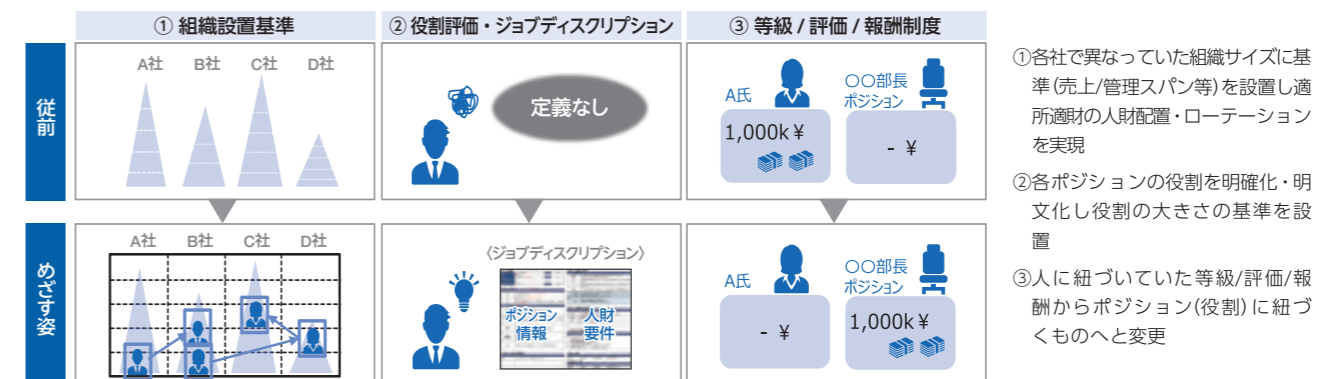 ① 組織設置基準
② 役割評価・ジョブディスクリプション
③ 等級 / 評価 / 報酬制度
従前
A社 B社 C社 D社
定義なし
A氏
1,000k¥
〇〇部長
ポジション
- ¥
めざす姿
A社 B社 C社 D社
〈ジョブディスクリプション〉
ポジション
情報
人財
要件
A氏
- ¥
〇〇部長
ポジション
1,000k¥
①各社で異なっていた組織サイズに基
準(売上/管理スパン等)を設置し適
所適財の人財配置・ローテーション
を実現
②各ポジションの役割を明確化・明
文化し役割の大きさの基準を設
置
③人に紐づいていた等級/評価/報
酬からポジション(役割)に紐づ
くものへと変更